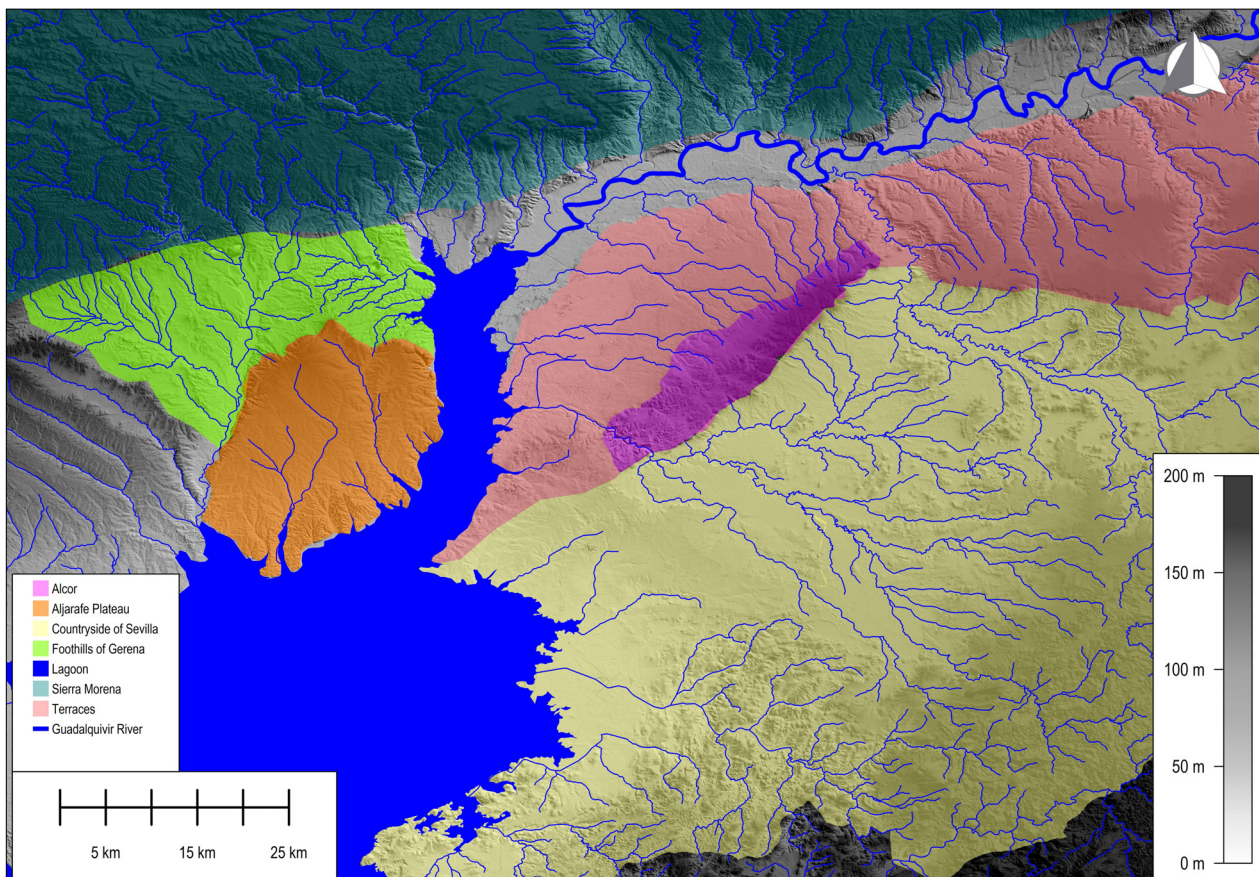 Alcor
Aljarafe Plateau
Countryside of Sevilla
Foothills of Gerena
Lagoon
Sierra Morena
Terraces
Guadalquivir River
5 km
15 km
25 km
200 m
150 m
100 m
50 m
0 m